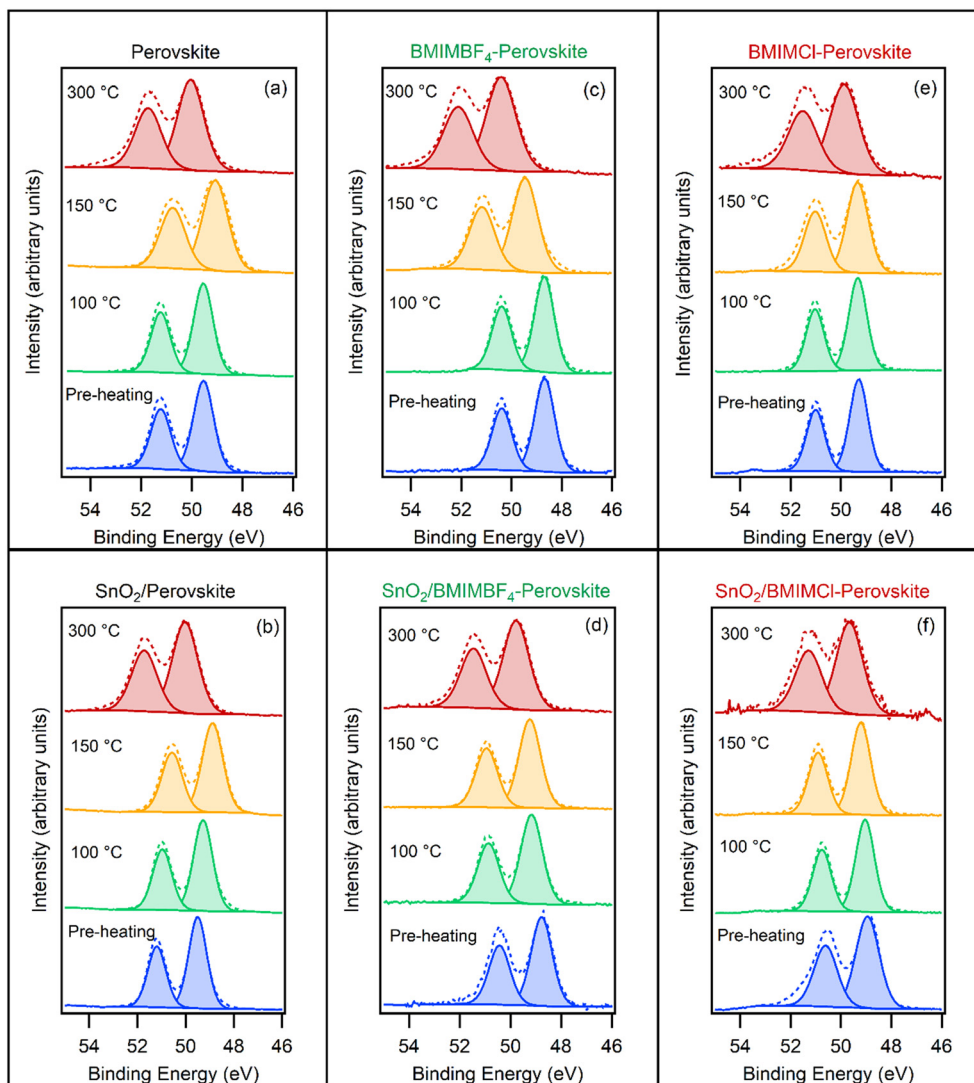 Perovskite
(a)
300 °C
150 °C
100 °C
Pre-heating
Intensity (arbitrary units)
54 52 50 48 46
Binding Energy (eV)
BMIMBF₄-Perovskite
(c)
300 °C
150 °C
100 °C
Pre-heating
Intensity (arbitrary units)
54 52 50 48 46
Binding Energy (eV)
BMIMCl-Perovskite
(e)
300 °C
150 °C
100 °C
Pre-heating
Intensity (arbitrary units)
54 52 50 48 46
Binding Energy (eV)
SnO₂/Perovskite
(b)
300 °C
150 °C
100 °C
Pre-heating
Intensity (arbitrary units)
54 52 50 48 46
Binding Energy (eV)
SnO₂/BMIMBF₄-Perovskite
(d)
300 °C
150 °C
100 °C
Pre-heating
Intensity (arbitrary units)
54 52 50 48 46
Binding Energy (eV)
SnO₂/BMIMCl-Perovskite
(f)
300 °C
150 °C
100 °C
Pre-heating
Intensity (arbitrary units)
54 52 50 48 46
Binding Energy (eV)